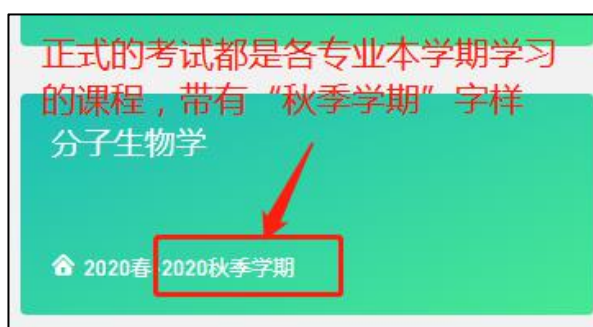 正式的考试都是各专业本学期学习
的课程，带有“秋季学期”字样
分子生物学
2020春-2020秋季学期